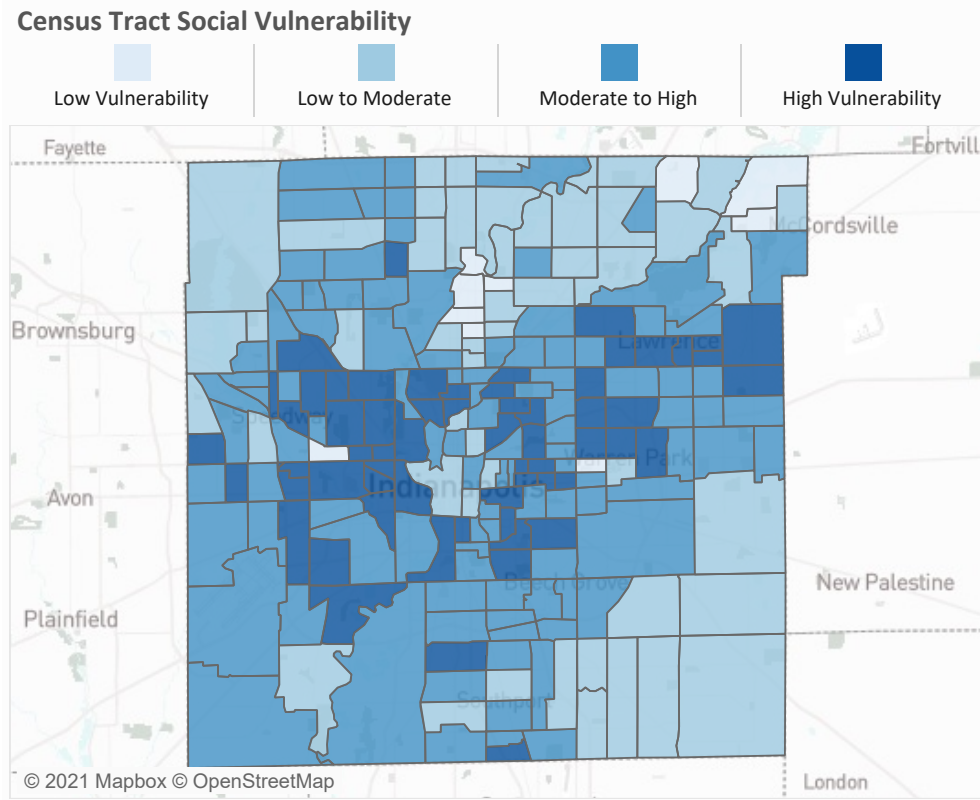 Census Tract Social Vulnerability
Low Vulnerability
Low to Moderate
Moderate to High
High Vulnerability
Fayette
Fortvill
McCordsville
Brownsburg
Lawrence
Speedway
Warren Park
Indianapolis
Avon
Beech Grove
New Palestine
Plainfield
Southport
© 2021 Mapbox © OpenStreetMap
London